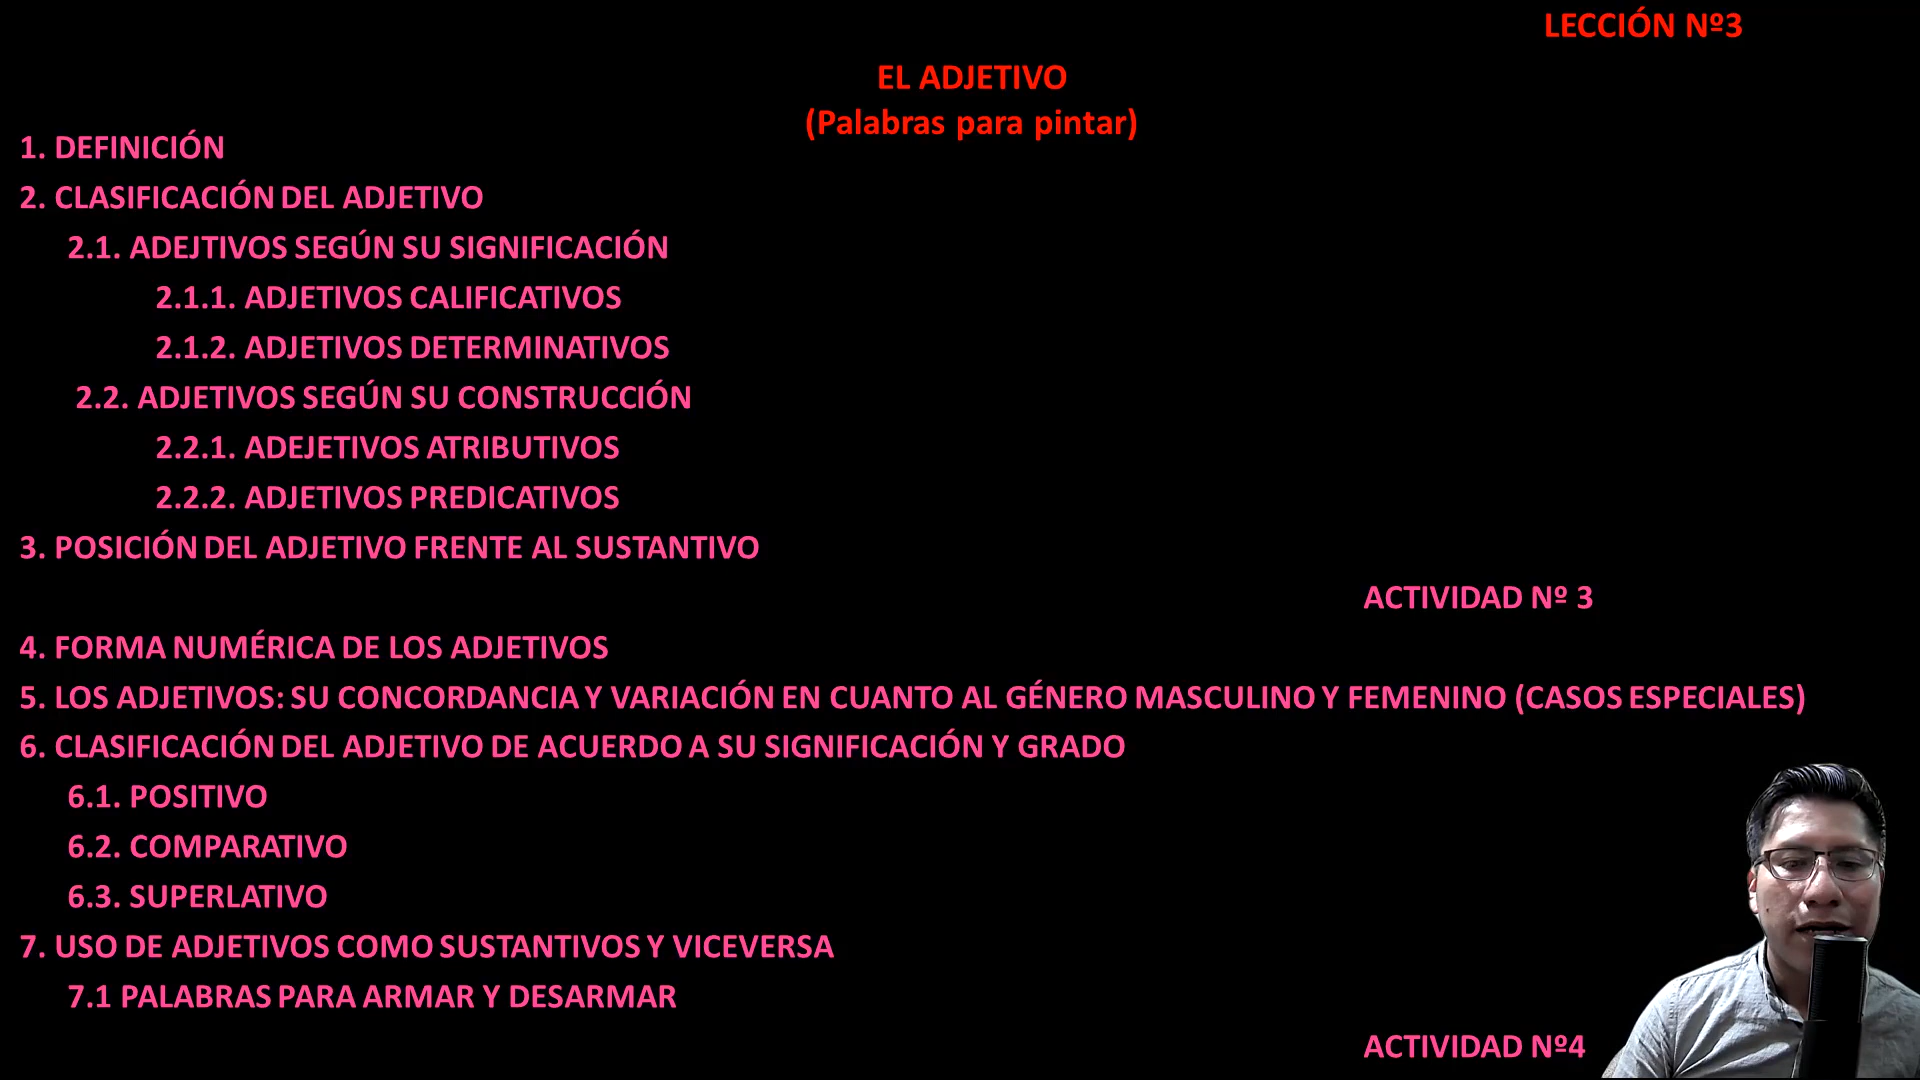 LECCIÓN Nº3
EL ADJETIVO
(Palabras para pintar)
1. DEFINICIÓN
2. CLASIFICACIÓN DEL ADJETIVO
2.1. ADEJTIVOS SEGÚN SU SIGNIFICACIÓN
2.1.1. ADJETIVOS CALIFICATIVOS
2.1.2. ADJETIVOS DETERMINATIVOS
2.2. ADJETIVOS SEGÚN SU CONSTRUCCIÓN
2.2.1. ADEJETIVOS ATRIBUTIVOS
2.2.2. ADJETIVOS PREDICATIVOS
3. POSICIÓN DEL ADJETIVO FRENTE AL SUSTANTIVO
ACTIVIDAD Nº 3
4. FORMA NUMÉRICA DE LOS ADJETIVOS
5. LOS ADJETIVOS: SU CONCORDANCIA Y VARIACIÓN EN CUANTO AL GÉNERO MASCULINO Y FEMENINO (CASOS ESPECIALES)
6. CLASIFICACIÓN DEL ADJETIVO DE ACUERDO A SU SIGNIFICACIÓN Y GRADO
6.1. POSITIVO
6.2. COMPARATIVO
6.3. SUPERLATIVO
7. USO DE ADJETIVOS COMO SUSTANTIVOS Y VICEVERSA
7.1 PALABRAS PARA ARMAR Y DESARMAR
ACTIVIDAD Nº4